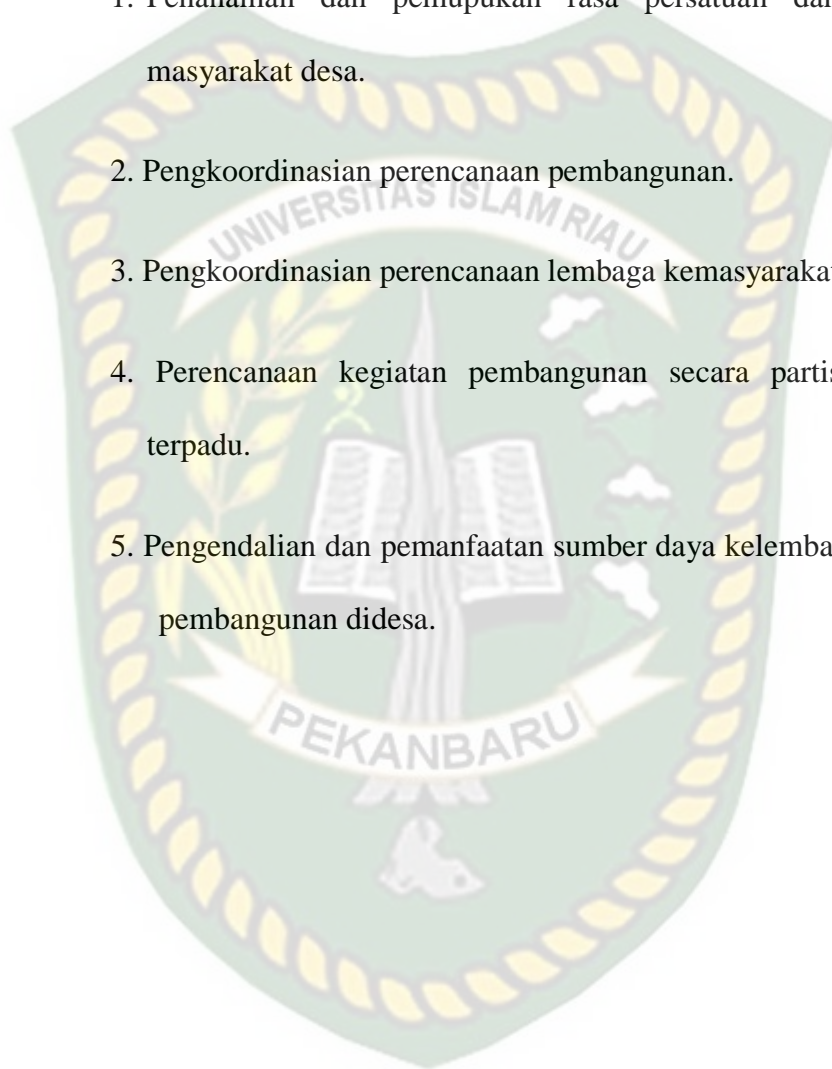 1. Penanaman dan pemupukan rasa persatuan dan
masyarakat desa.
2. Pengkoordinasian perencanaan pembangunan.
UNIVERSITAS ISLAM RIAU
3. Pengkoordinasian perencanaan lembaga kemasyaraka
4. Perencanaan kegiatan pembangunan secara partis
terpadu.
5. Pengendalian dan pemanfaatan sumber daya kelemba
pembangunan didesa.
PEKANBARU